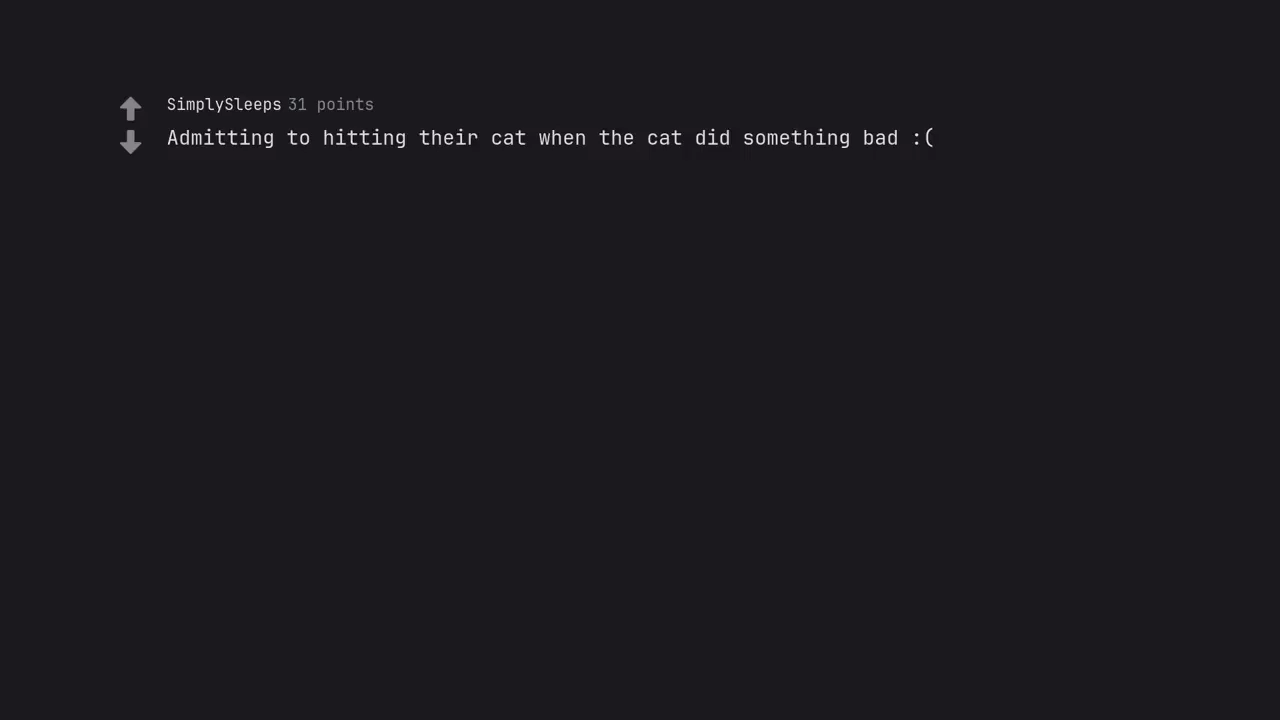 SimplySleeps 31 points
Admitting to hitting their cat when the cat did something bad :(